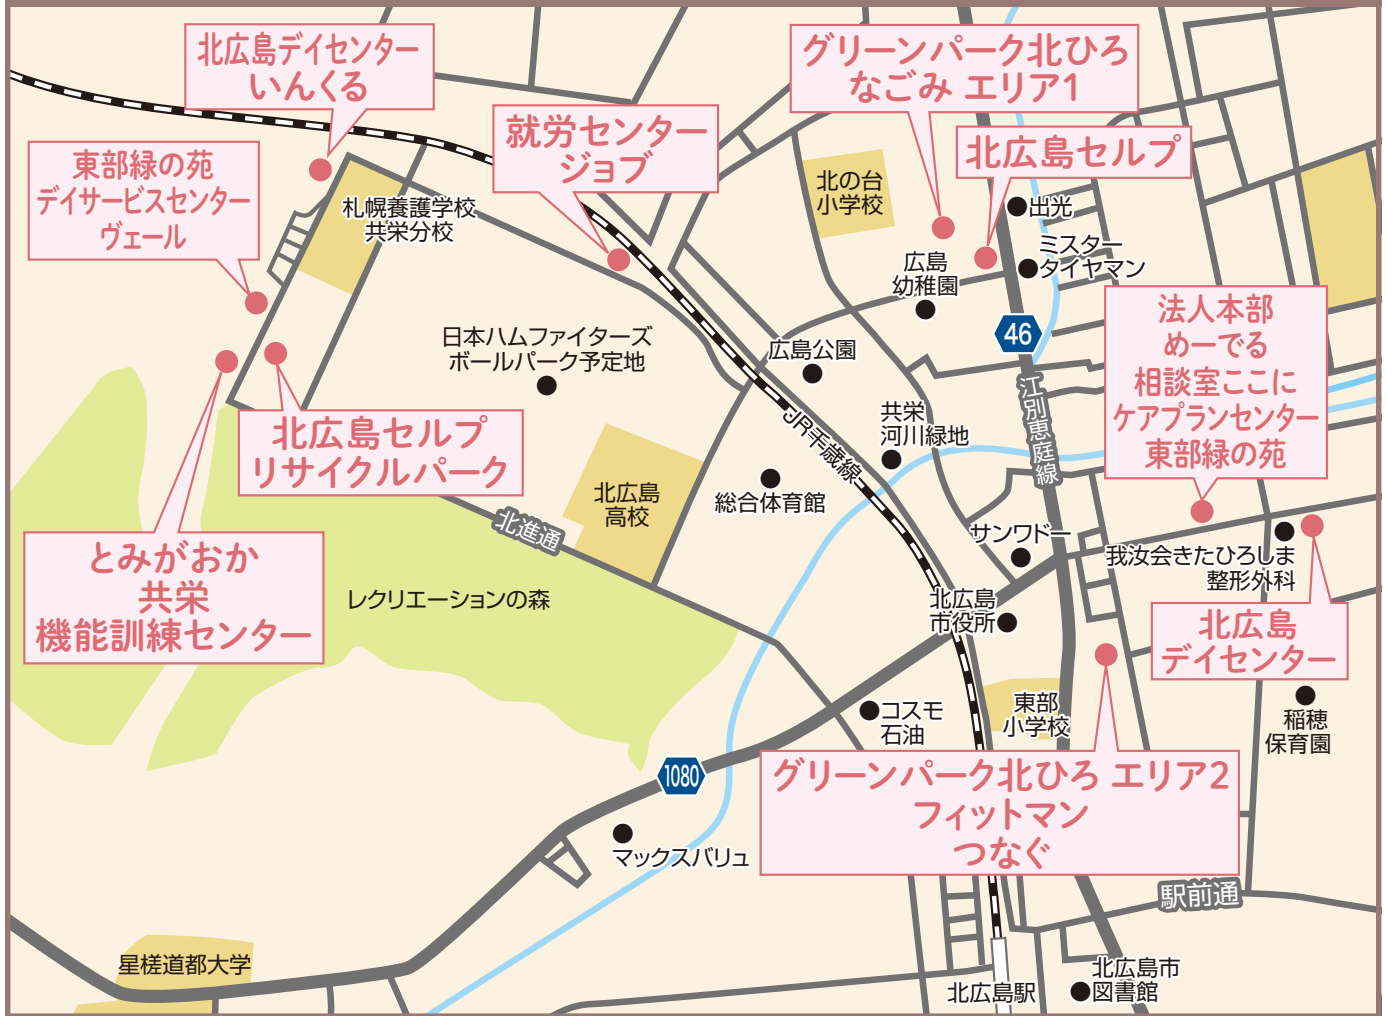 北広島デイセンター
いんくる
グリーンパーク北ひろ
なごみ エリア1
就労センター
ジョブ
北広島セルプ
東部緑の苑
デイサービスセンター
ヴェール
札幌養護学校
共栄分校
北の台
小学校
出光
ミスター
タイヤマン
広島
幼稚園
46
法人本部
めーでる
相談室ここに
ケアプランセンター
東部緑の苑
日本ハムファイターズ
ボールパーク予定地
広島公園
江別恵庭線
共栄
河川緑地
JR千歳線
北広島セルプ
リサイクルパーク
北広島
高校
総合体育館
北進通
サンワドー
我汝会きたひろしま
整形外科
とみがおか
共栄
機能訓練センター
レクリエーションの森
北広島
市役所
北広島
デイセンター
コスモ
石油
東部
小学校
稲穂
保育園
1080
グリーンパーク北ひろ エリア2
フィットマン
つなぐ
マックスバリュ
駅前通
星槎道都大学
北広島駅
北広島市
図書館